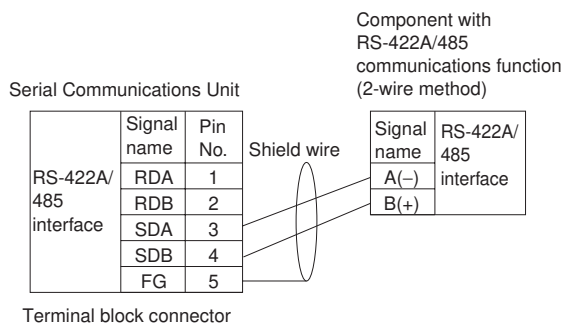 Component with
RS-422A/485
communications function
(2-wire method)
Serial Communications Unit
Signal name Pin No.
Shield wire
Signal name RS-422A/485 interface
RS-422A/485 interface
RDA 1
RDB 2
SDA 3
SDB 4
FG 5
A(−)
B(+)
Terminal block connector